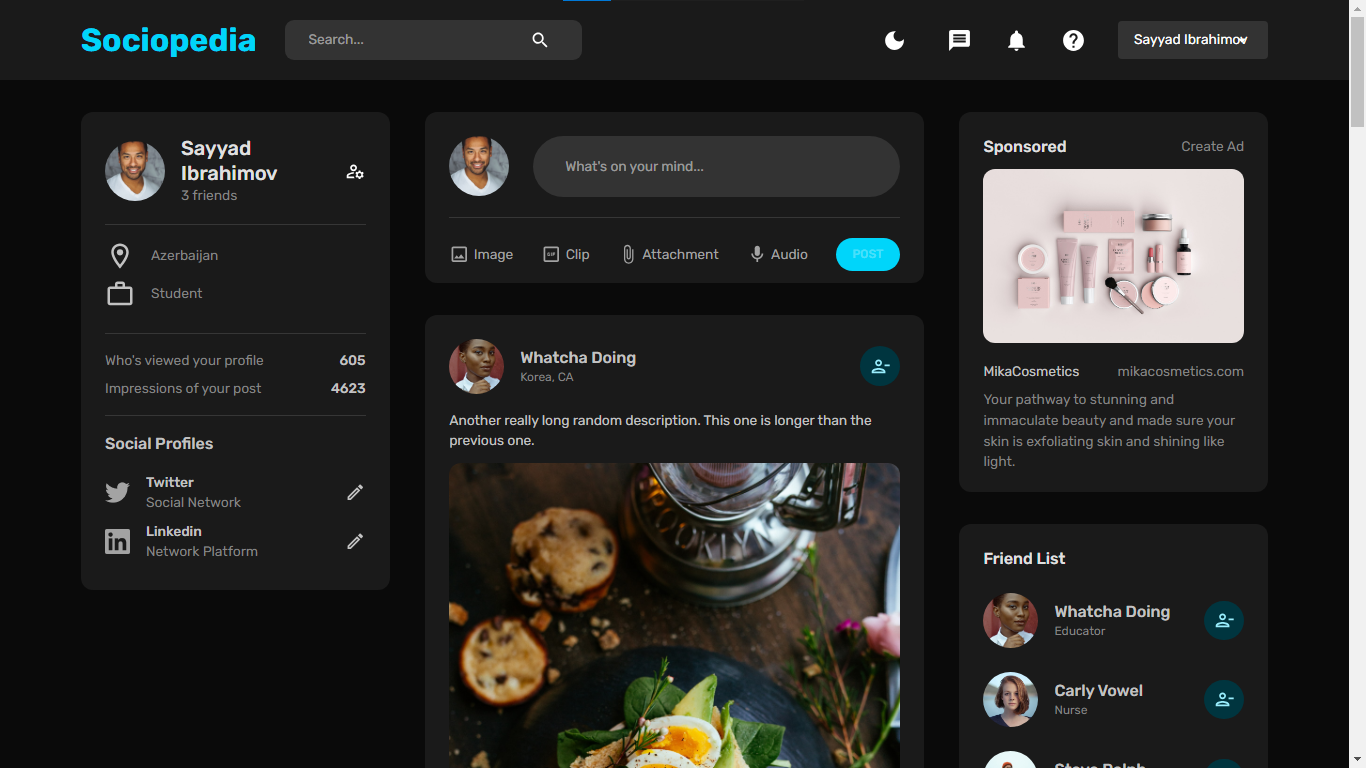 Sociopedia
Search...
Sayyad Ibrahimov
Sayyad
Ibrahimov
3 friends
Azerbaijan
Student
Who's viewed your profile 605
Impressions of your post 4623
Social Profiles
Twitter
Social Network
Linkedin
Network Platform
What's on your mind...
Image
GIF
Clip
Attachment
Audio
POST
Whatcha Doing
Korea, CA
Another really long random description. This one is longer than the
previous one.
Sponsored
Create Ad
MikaCosmetics
mikacosmetics.com
Your pathway to stunning and
immaculate beauty and made sure your
skin is exfoliating skin and shining like
light.
Friend List
Whatcha Doing
Educator
Carly Vowel
Nurse
Steve Ralph